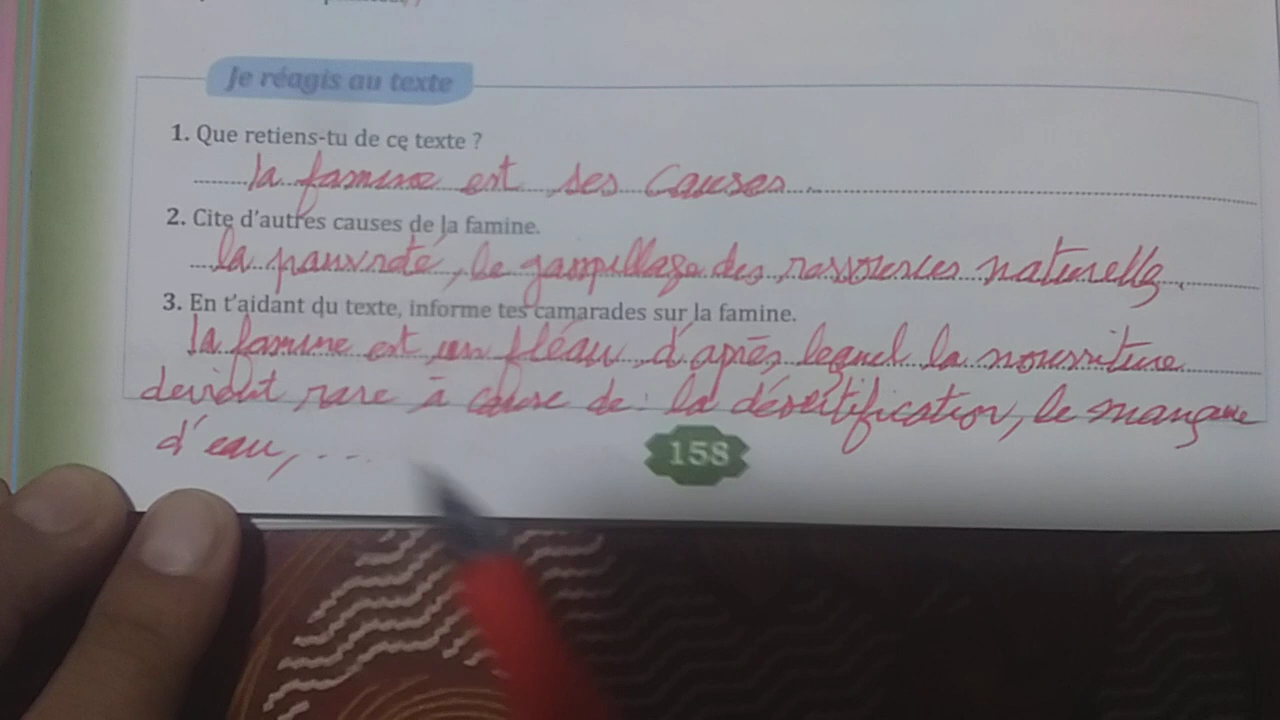 Je réagis au texte
1. Que retiens-tu de ce texte ?
la famine est ses causes
2. Cite d'autres causes de la famine.
la pauvreté, le gaspillage des ressources naturelles.
3. En t'aidant du texte, informe tes camarades sur la famine.
la famine est un fléau, d'après lequel la nourriture
devient rare à cause de: la désertification, le manque
d'eau, ...
158